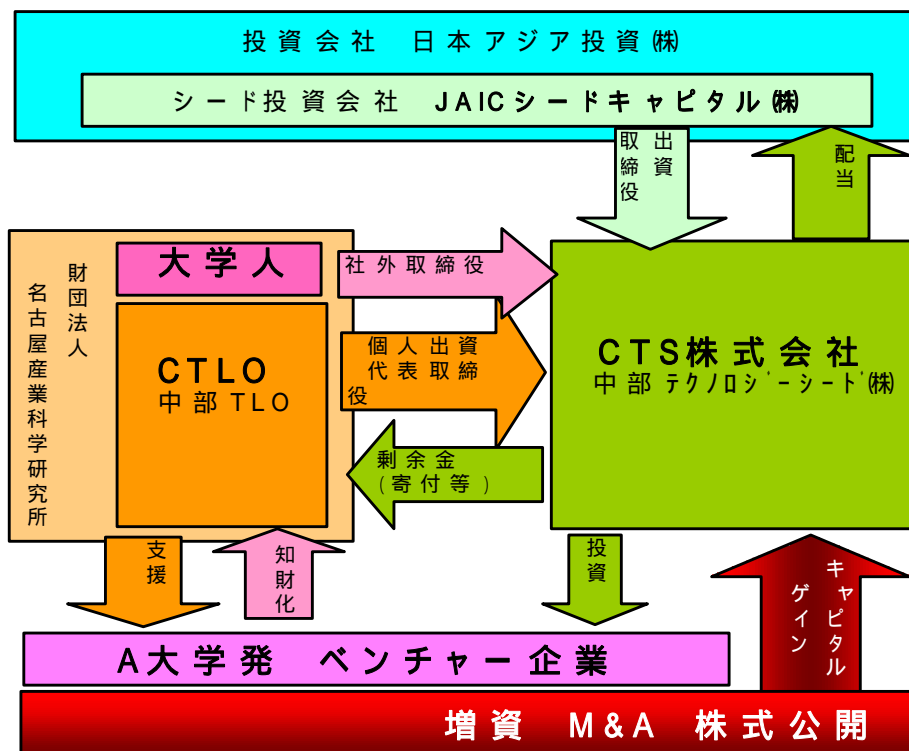 投資会社 日本アジア投資㈱
シード投資会社 JAICシードキャピタル㈱
取締役
出資
配当
財団法人
名古屋産業科学研究所
大学人
社外取締役
CTLO
中部TLO
個人出資
代表取締
役
CTS株式会社
中部ﾃｸﾉﾛｼﾞｰｼｰﾄﾞ㈱
剰余金
(寄付等)
支援
知財化
投資
キャピタル
ゲイン
A大学発 ベンチャー企業
増資 M&A 株式公開